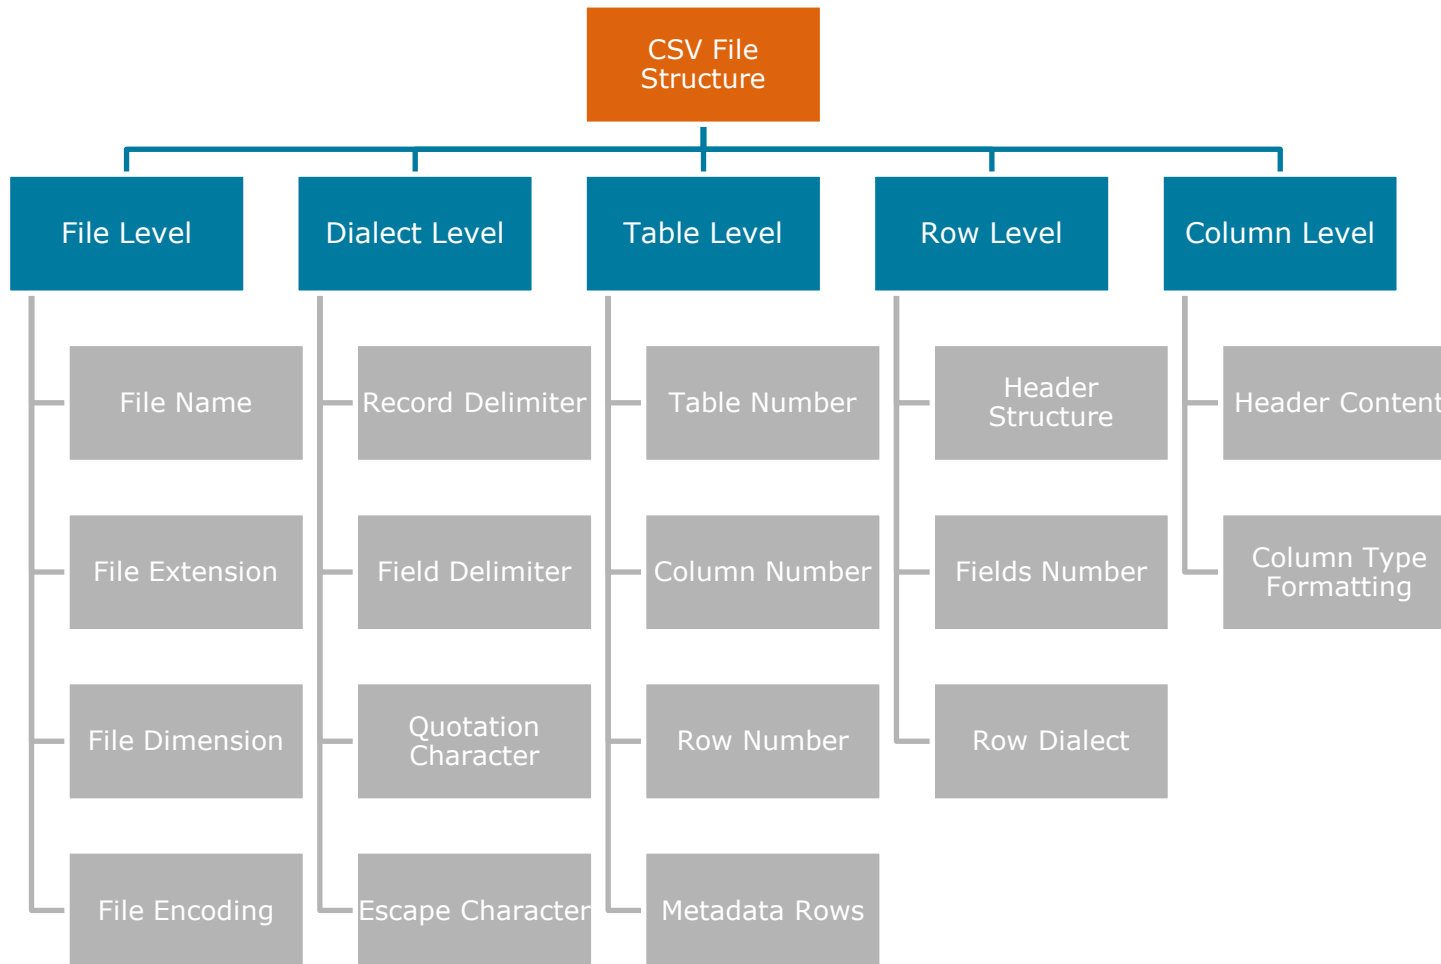 CSV File
Structure
File Level
Dialect Level
Table Level
Row Level
Column Level
File Name
File Extension
File Dimension
File Encoding
Record Delimiter
Field Delimiter
Quotation
Character
Escape Character
Table Number
Column Number
Row Number
Metadata Rows
Header
Structure
Fields Number
Row Dialect
Header Content
Column Type
Formatting